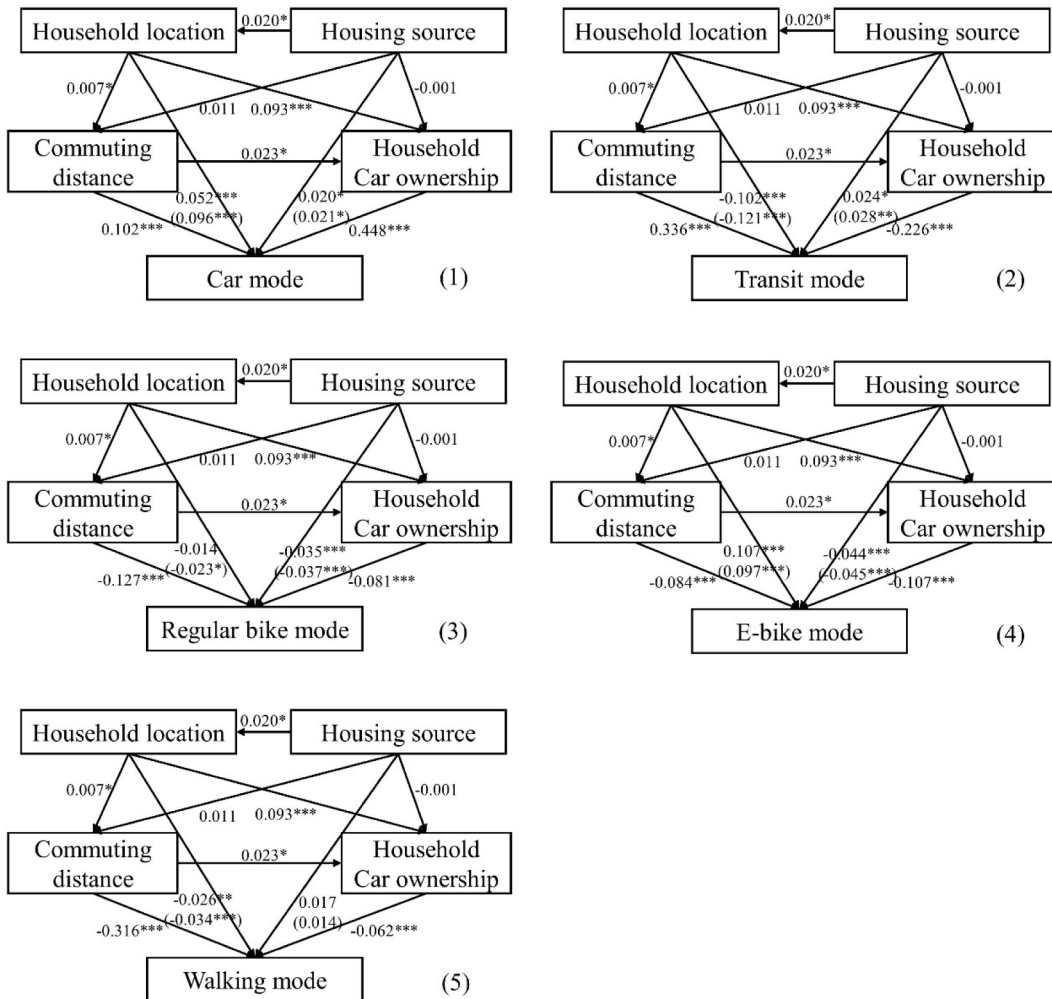 0.020*
Household location Housing source
0.007* 0.011 0.093*** -0.001
Commuting
distance
0.023*
Household
Car ownership
0.052***
(0.096***)
0.020*
(0.021*)
0.102*** 0.448***
Car mode (1)
0.020*
Household location Housing source
0.007* 0.011 0.093*** -0.001
Commuting
distance
0.023*
Household
Car ownership
-0.102***
(-0.121***)
0.024*
(0.028**)
0.336*** -0.226***
Transit mode (2)
0.020*
Household location Housing source
0.007* 0.011 0.093*** -0.001
Commuting
distance
0.023*
Household
Car ownership
-0.014
(-0.023*)
-0.035***
(-0.037***)
-0.127*** -0.081***
Regular bike mode (3)
0.020*
Household location Housing source
0.007* 0.011 0.093*** -0.001
Commuting
distance
0.023*
Household
Car ownership
0.107***
(0.097***)
-0.044***
(-0.045***)
-0.084*** -0.107***
E-bike mode (4)
0.020*
Household location Housing source
0.007* 0.011 0.093*** -0.001
Commuting
distance
0.023*
Household
Car ownership
-0.026**
(-0.034***)
0.017
(0.014)
-0.316*** -0.062***
Walking mode (5)